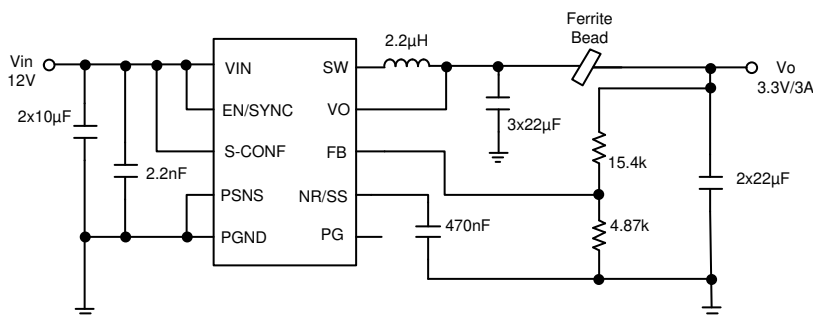 Ferrite
Bead
Vin
12V
2.2µH
VIN
SW
Vo
3.3V/3A
EN/SYNC
VO
2x10µF
3x22µF
S-CONF
FB
15.4k
2.2nF
2x22µF
PSNS
NR/SS
470nF
4.87k
PGND
PG